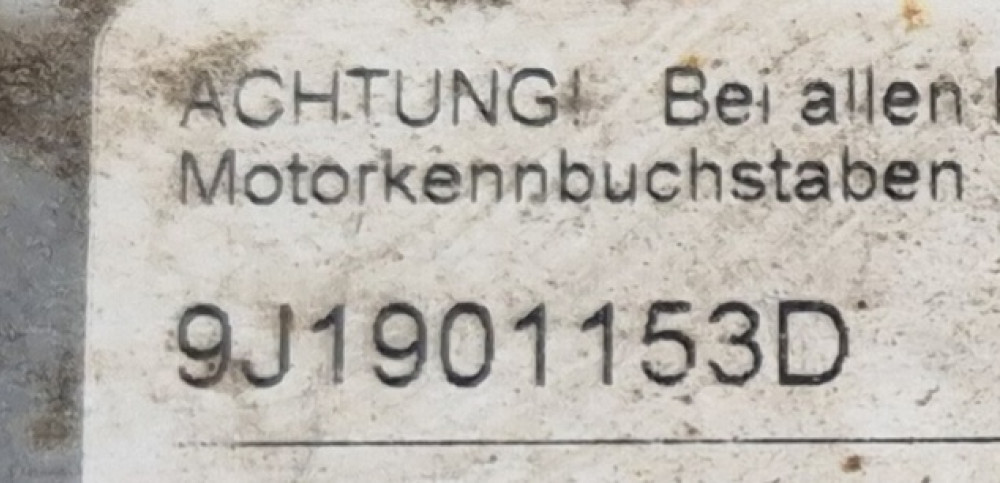 ACHTUNG! Bei allen
Motorkennbuchstaben
9J1901153D